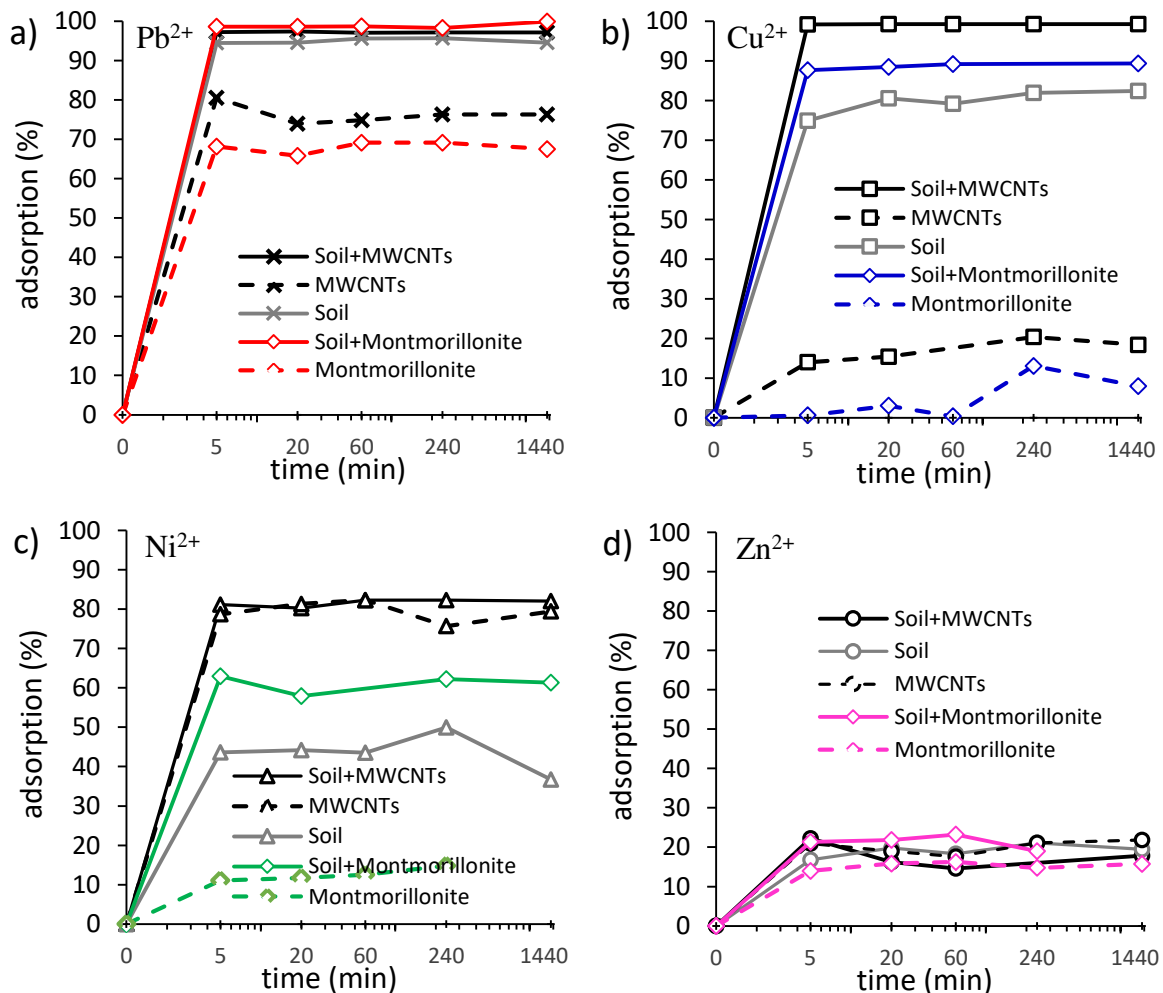 a)
Pb2+
adsorption (%)
100
90
80
70
60
50
40
30
20
10
0
Soil+MWCNTs
MWCNTs
Soil
Soil+Montmorillonite
Montmorillonite
0 5 20 60 240 1440
time (min)
b)
Cu2+
adsorption (%)
100
90
80
70
60
50
40
30
20
10
0
Soil+MWCNTs
MWCNTs
Soil
Soil+Montmorillonite
Montmorillonite
0 5 20 60 240 1440
time (min)
c)
Ni2+
adsorption (%)
100
90
80
70
60
50
40
30
20
10
0
Soil+MWCNTs
MWCNTs
Soil
Soil+Montmorillonite
Montmorillonite
0 5 20 60 240 1440
time (min)
d)
Zn2+
adsorption (%)
100
90
80
70
60
50
40
30
20
10
0
Soil+MWCNTs
Soil
MWCNTs
Soil+Montmorillonite
Montmorillonite
0 5 20 60 240 1440
time (min)